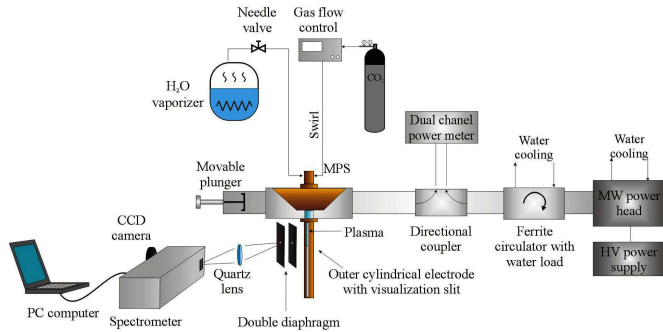 Needle
valve
Gas flow
control
H₂O
vaporizer
CO₂
Swirl
Dual chanel
power meter
Water
cooling
Water
cooling
Movable
plunger
MPS
MW power
head
CCD
camera
Plasma
Directional
coupler
Ferrite
circulator with
water load
HV power
supply
Quartz
lens
Outer cylindrical electrode
with visualization slit
PC computer
Spectrometer
Double diaphragm